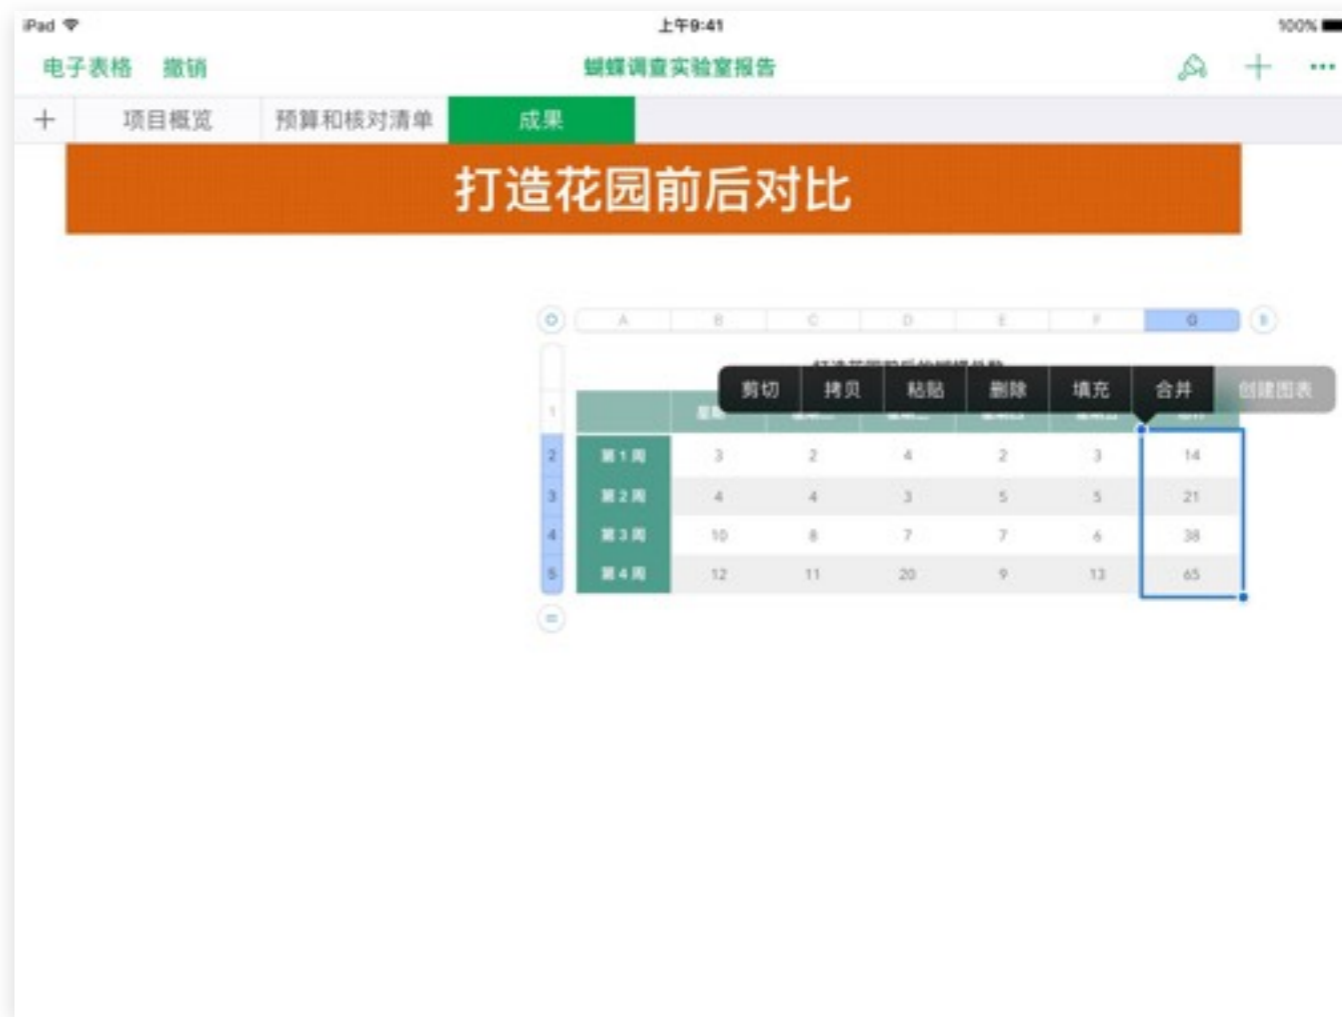 iPad 上午9:41 100%
电子表格 撤销 蝴蝶调查实验室报告
项目概览 预算和核对清单 成果
打造花园前后对比
A B C D E F G
剪切 拷贝 粘贴 删除 填充 合并 创建图表
1
2 第 1 周 3 2 4 2 3 14
3 第 2 周 4 4 3 5 5 21
4 第 3 周 10 8 7 7 6 38
5 第 4 周 12 11 20 9 13 65